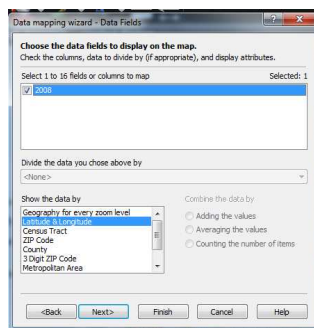 Data mapping wizard - Data Fields
Choose the data fields to display on the map.
Check the columns, data to divide by (if appropriate), and display attributes.
Select 1 to 16 fields or columns to map Selected: 1
2008
Divide the data you chose above by
<None>
Show the data by
Combine the data by
Geography for every zoom level
Latitude & Longitude
Census Tract
ZIP Code
County
3 Digit ZIP Code
Metropolitan Area
Adding the values
Averaging the values
Counting the number of items
<Back Next> Finish Cancel Help